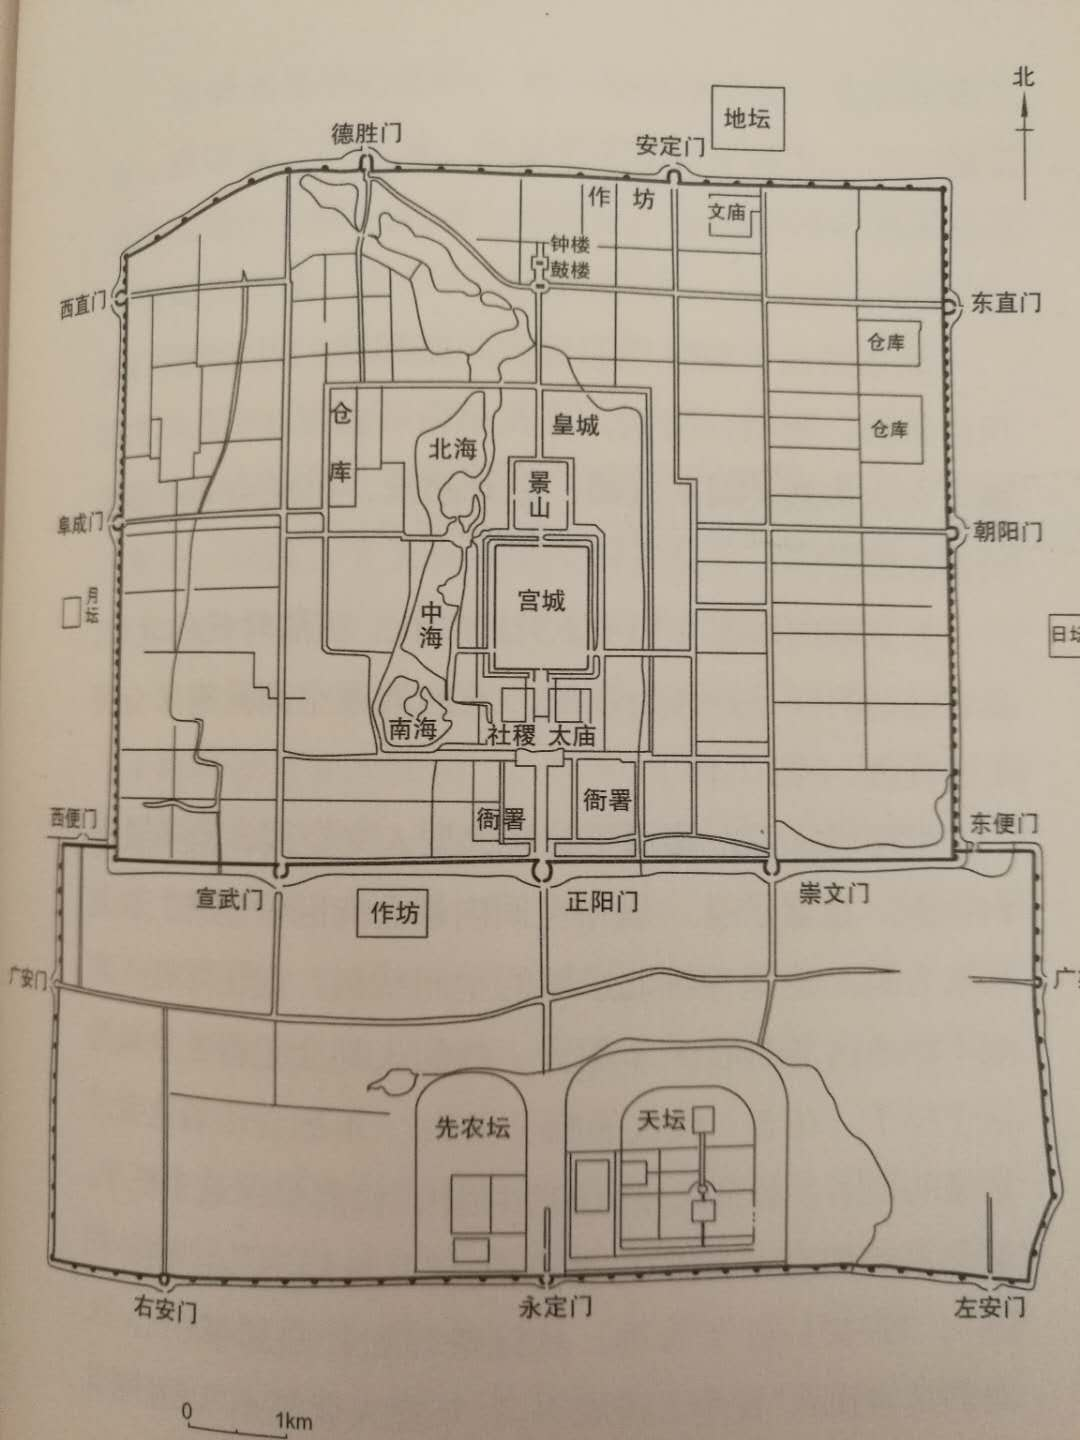 北
地坛
德胜门
安定门
作坊
文庙
钟楼
鼓楼
西直门
东直门
仓库
仓库
仓库
皇城
北海
景山
阜成门
朝阳门
月坛
宫城
中海
日坛
南海
社稷
太庙
衙署
衙署
西便门
东便门
宣武门
作坊
正阳门
崇文门
广安门
广
先农坛
天坛
右安门
永定门
左安门
0
1km